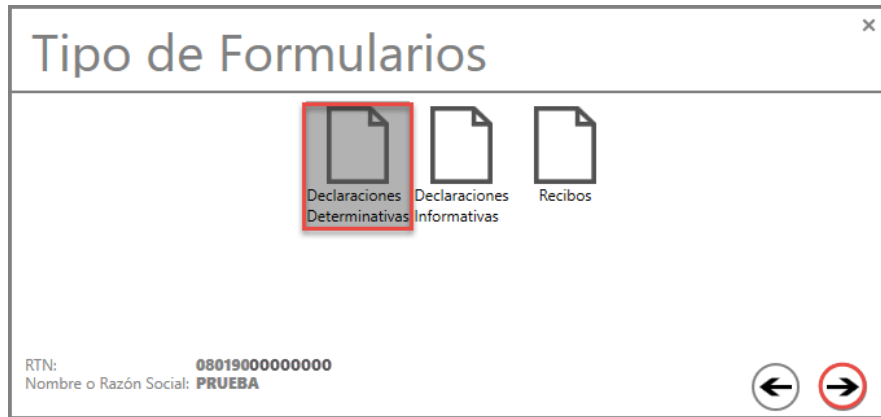 Tipo de Formularios
×
Declaraciones Determinativas
Declaraciones Informativas
Recibos
RTN: 08019000000000
Nombre o Razón Social: PRUEBA